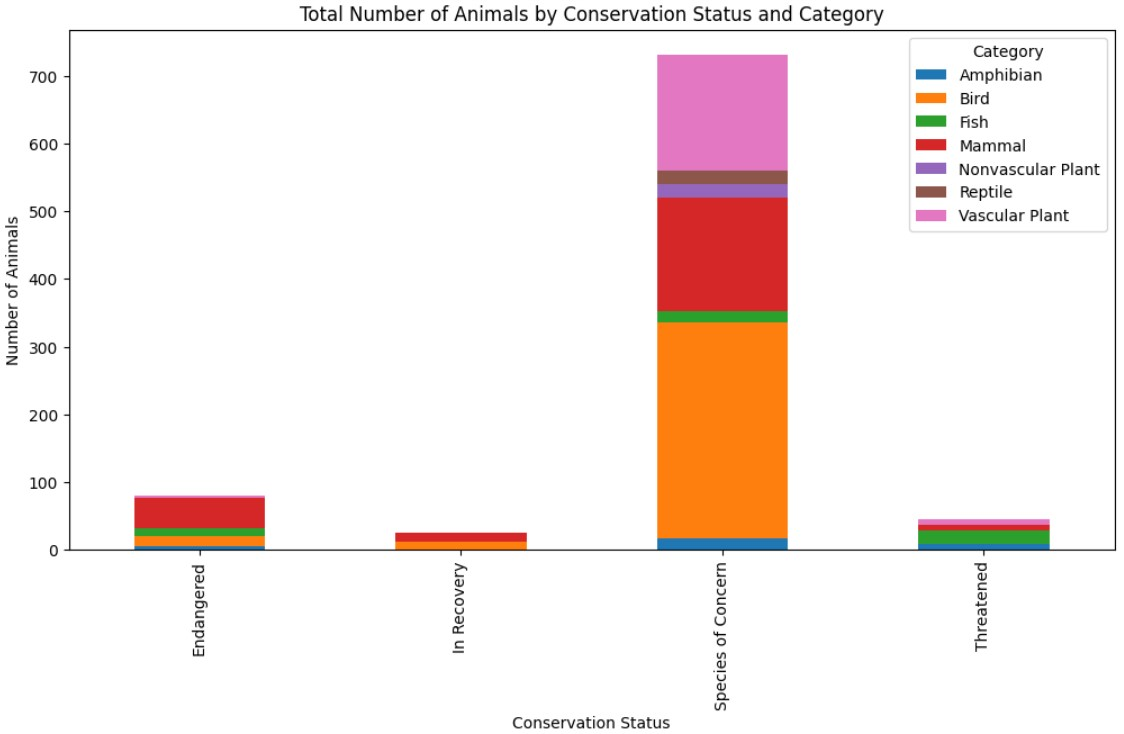 Total Number of Animals by Conservation Status and Category
Number of Animals
700
600
500
400
300
200
100
0
Category
Amphibian
Bird
Fish
Mammal
Nonvascular Plant
Reptile
Vascular Plant
Endangered
In Recovery
Species of Concern
Threatened
Conservation Status